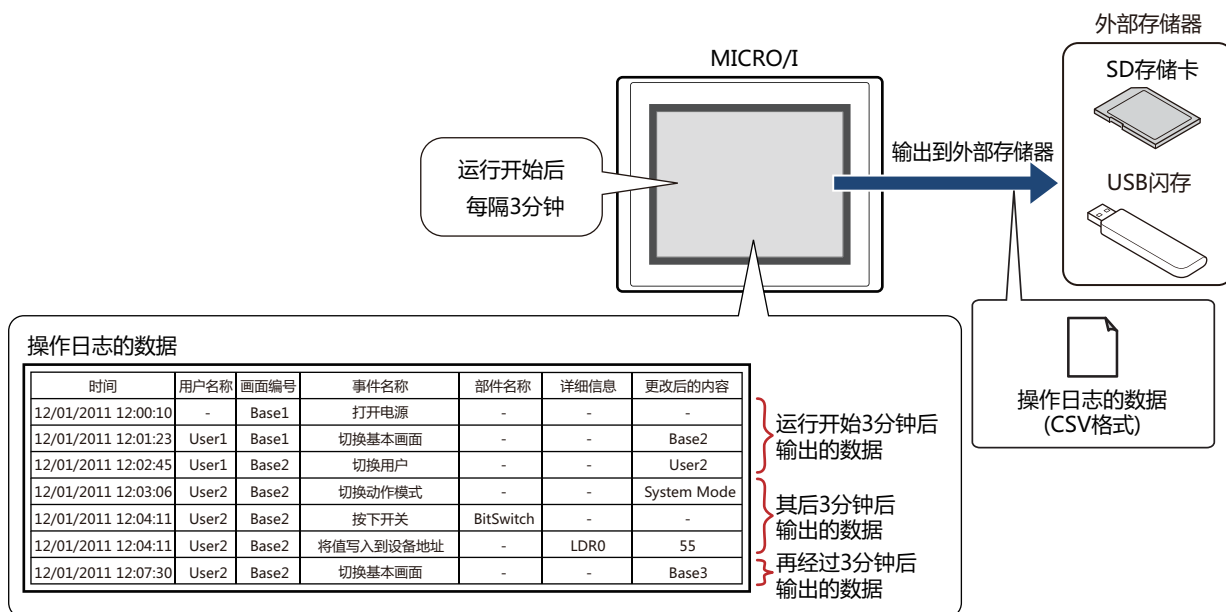 外部存储器
MICRO/I
SD存储卡
输出到外部存储器
运行开始后
每隔3分钟
USB闪存
操作日志的数据
时间 用户名称 画面编号 事件名称 部件名称 详细信息 更改后的内容
12/01/2011 12:00:10 - Base1 打开电源 - - -
12/01/2011 12:01:23 User1 Base1 切换基本画面 - - Base2
12/01/2011 12:02:45 User1 Base2 切换用户 - - User2
12/01/2011 12:03:06 User2 Base2 切换动作模式 - - System Mode
12/01/2011 12:04:11 User2 Base2 按下开关 BitSwitch - -
12/01/2011 12:04:11 User2 Base2 将值写入到设备地址 - LDR0 55
12/01/2011 12:07:30 User2 Base2 切换基本画面 - - Base3
运行开始3分钟后
输出的数据
其后3分钟后
输出的数据
再经过3分钟后
输出的数据
操作日志的数据
(CSV格式)